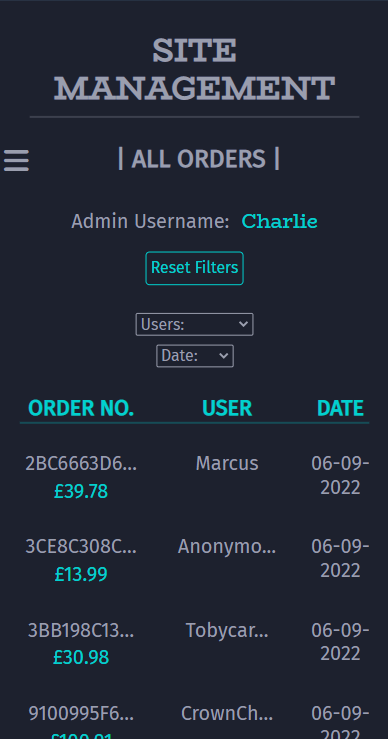 SITE
MANAGEMENT
| ALL ORDERS |
Admin Username: Charlie
Reset Filters
Users:
Date:
ORDER NO. USER DATE
2BC6663D6... Marcus 06-09-
£39.78 2022
3CE8C308C... Anonymo... 06-09-
£13.99 2022
3BB198C13... Tobycar... 06-09-
£30.98 2022
9100995F6... CrownCh... 06-09-
2022